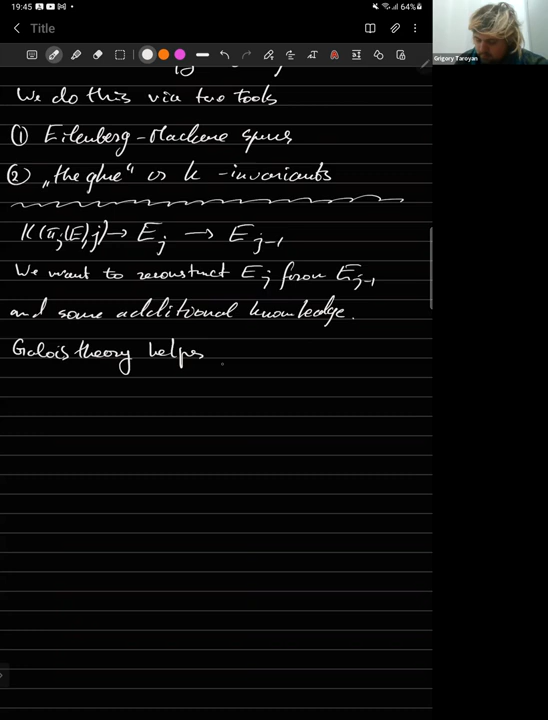 19:45
64%
Title
Grigory Taroyan
We do this via two tools
① Eilenberg-Maclane spaces
② „the glue" or k-invariants
K(π_j(E),j) → E_j → E_{j-1}
We want to reconstruct E_j from E_{j-1}
and some additional knowledge.
Galois theory helps